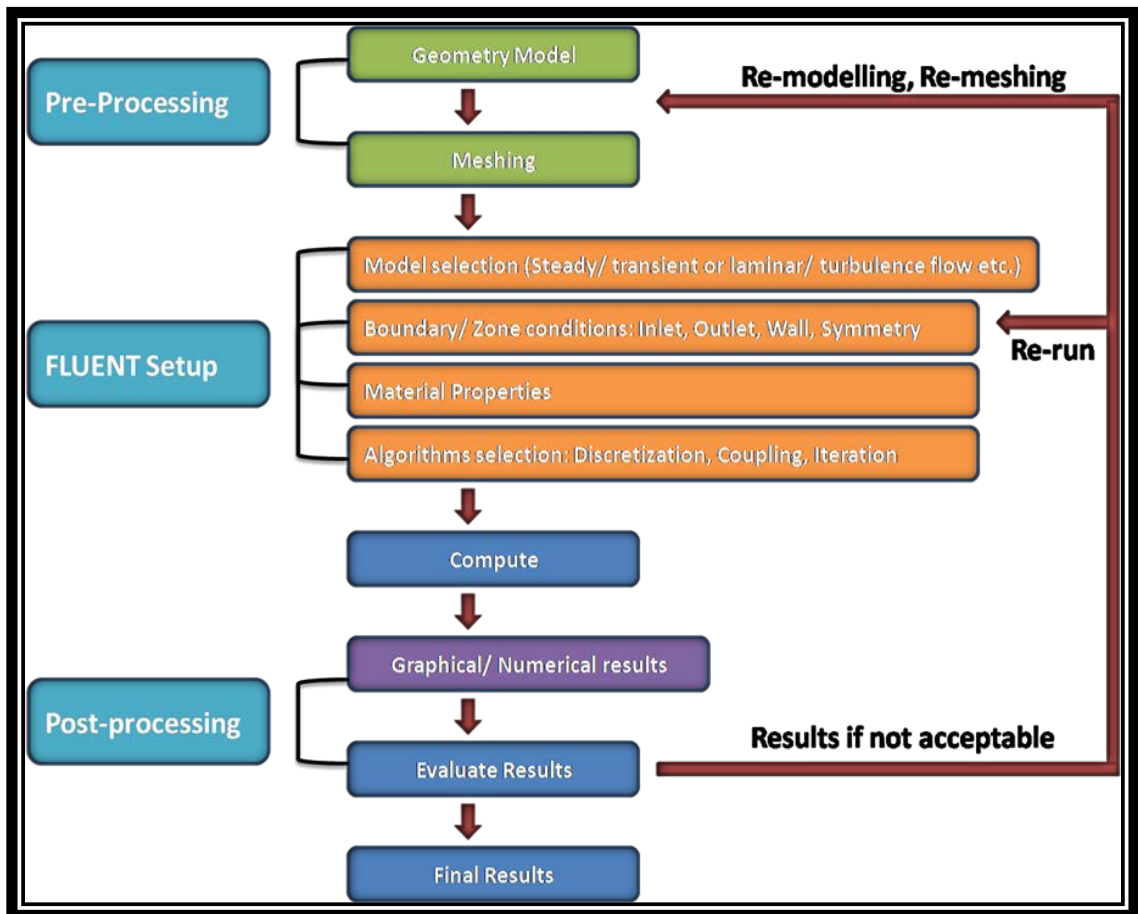 Geometry Model
Pre-Processing
Re-modelling, Re-meshing
Meshing
Model selection (Steady/ transient or laminar/ turbulence flow etc.)
Boundary/ Zone conditions: Inlet, Outlet, Wall, Symmetry
Re-run
FLUENT Setup
Material Properties
Algorithms selection: Discretization, Coupling, Iteration
Compute
Graphical/ Numerical results
Post-processing
Results if not acceptable
Evaluate Results
Final Results